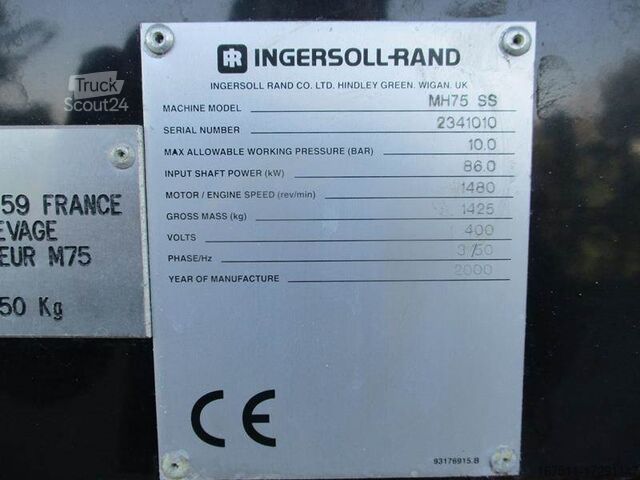 Truck
Scout24
IR INGERSOLL-RAND
INGERSOLL RAND CO. LTD. HINDLEY GREEN. WIGAN. UK
MACHINE MODEL MH75 SS
SERIAL NUMBER 2341010
MAX ALLOWABLE WORKING PRESSURE (BAR) 10.0
INPUT SHAFT POWER (kW) 86.0
MOTOR / ENGINE SPEED (rev/min) 1480
GROSS MASS (kg) 1425
VOLTS 400
PHASE/Hz 3/50
YEAR OF MANUFACTURE 2000
CE
93176915.B
59 FRANCE
EVAGE
EUR M75
50 Kg